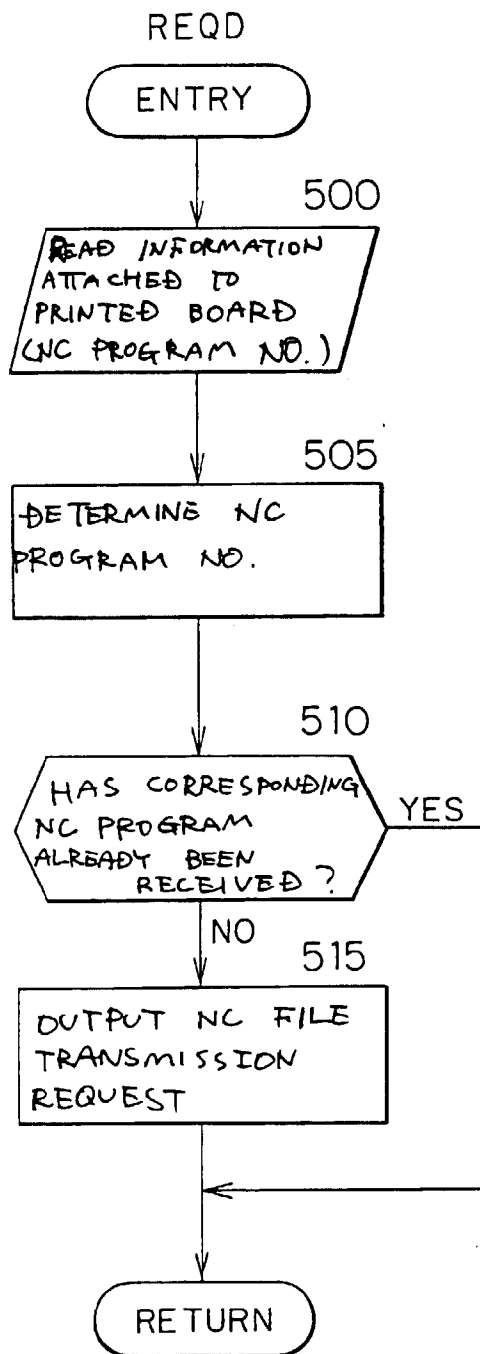 REQD
ENTRY
500
READ INFORMATION
ATTACHED TO
PRINTED BOARD
(NC PROGRAM NO.)
505
DETERMINE NC
PROGRAM NO.
510
HAS CORRESPONDING
NC PROGRAM
ALREADY BEEN
RECEIVED?
YES
NO
515
OUTPUT NC FILE
TRANSMISSION
REQUEST
RETURN